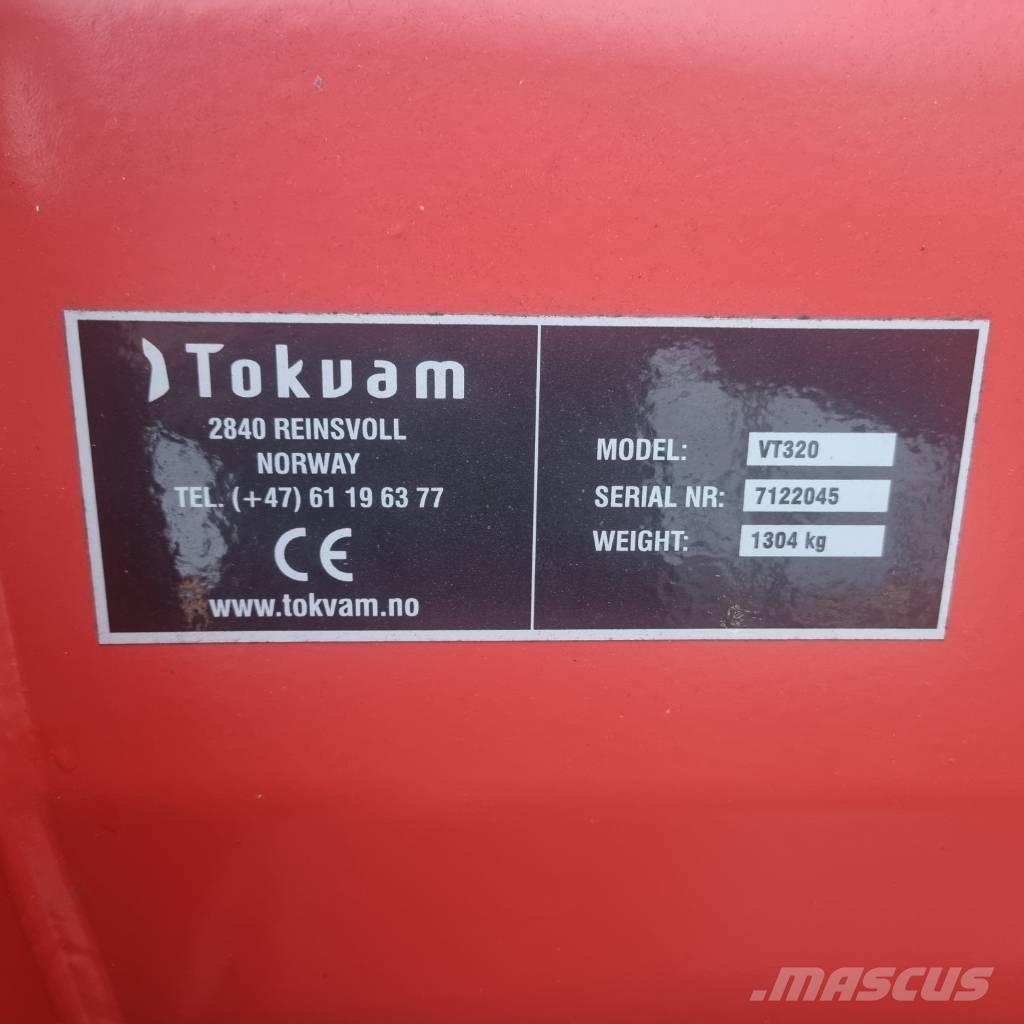 Tokvam
2840 REINSVOLL
NORWAY
TEL. (+47) 61 19 63 77
CE
www.tokvam.no
MODEL: VT320
SERIAL NR: 7122045
WEIGHT: 1304 kg
.MASCUS